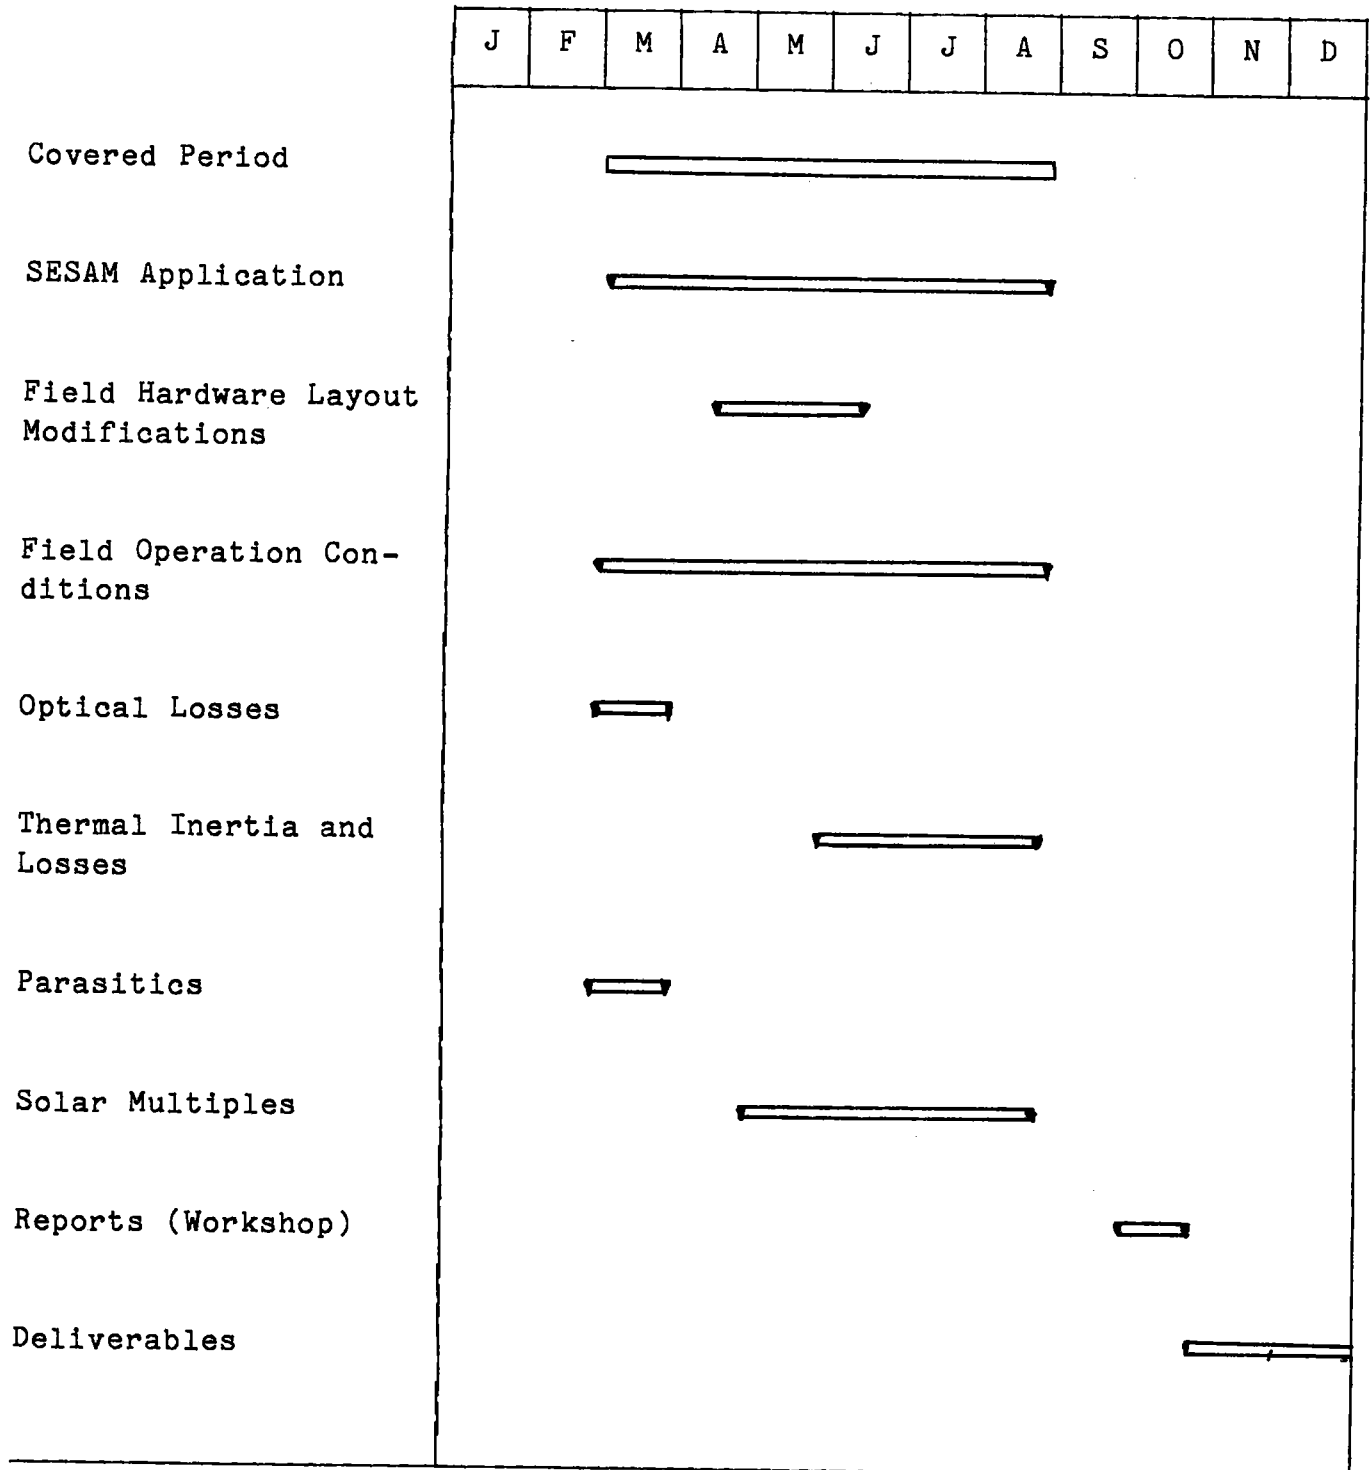 J F M A M J J A S O N D
Covered Period
SESAM Application
Field Hardware Layout
Modifications
Field Operation Con-
ditions
Optical Losses
Thermal Inertia and
Losses
Parasitics
Solar Multiples
Reports (Workshop)
Deliverables